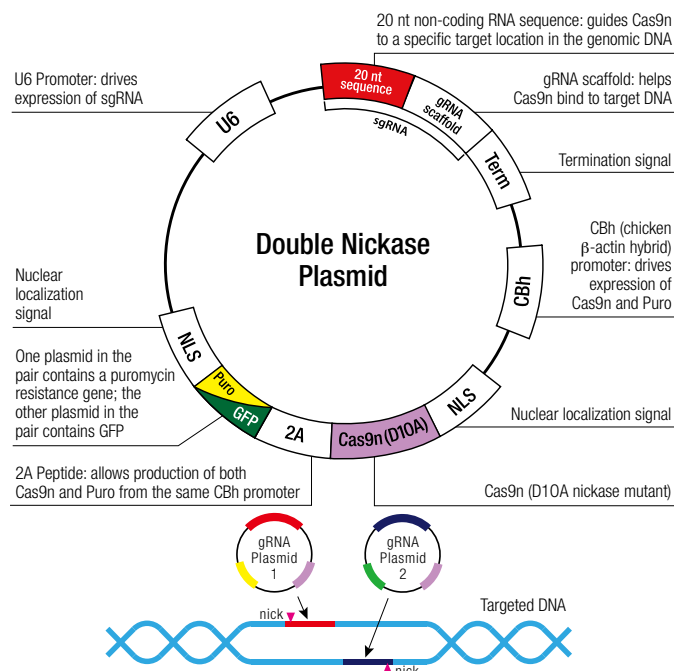 20 nt non-coding RNA sequence: guides Cas9n
to a specific target location in the genomic DNA
U6 Promoter: drives
expression of sgRNA
gRNA scaffold: helps
Cas9n bind to target DNA
20 nt
sequence
gRNA
scaffold
sgRNA
U6
Term
Termination signal
Double Nickase
Plasmid
CBh (chicken
β-actin hybrid)
promoter: drives
expression of
Cas9n and Puro
CBh
Nuclear
localization
signal
NLS
One plasmid in the
pair contains a puromycin
resistance gene; the
other plasmid in the
pair contains GFP
Puro
GFP
2A
Cas9n (D10A)
NLS
Nuclear localization signal
2A Peptide: allows production of both
Cas9n and Puro from the same CBh promoter
Cas9n (D10A nickase mutant)
gRNA
Plasmid
1
gRNA
Plasmid
2
nick
Targeted DNA
nick